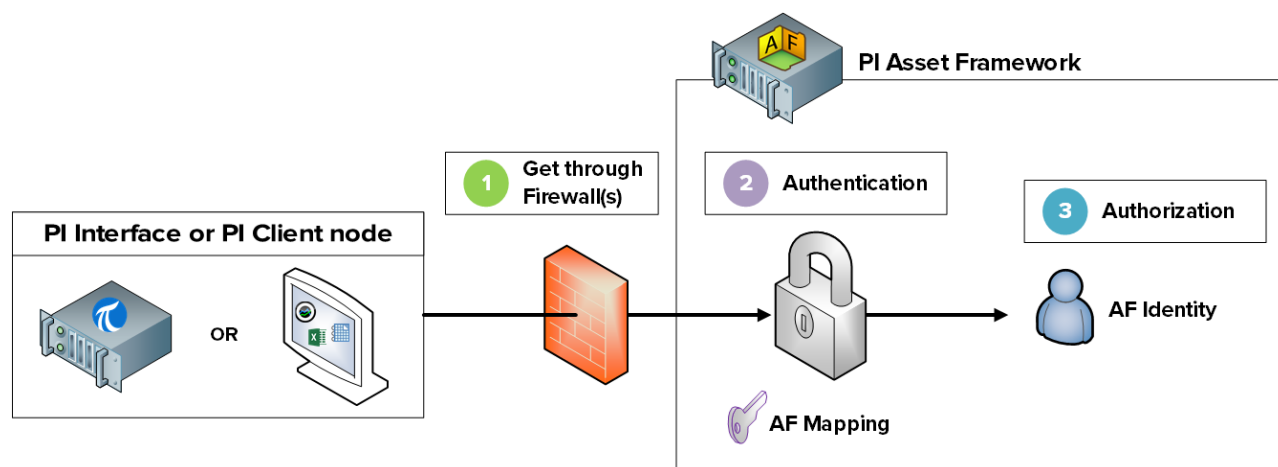 A F
PI Asset Framework
1
Get through
Firewall(s)
2
Authentication
3
Authorization
PI Interface or PI Client node
π
OR
X
AF Identity
AF Mapping